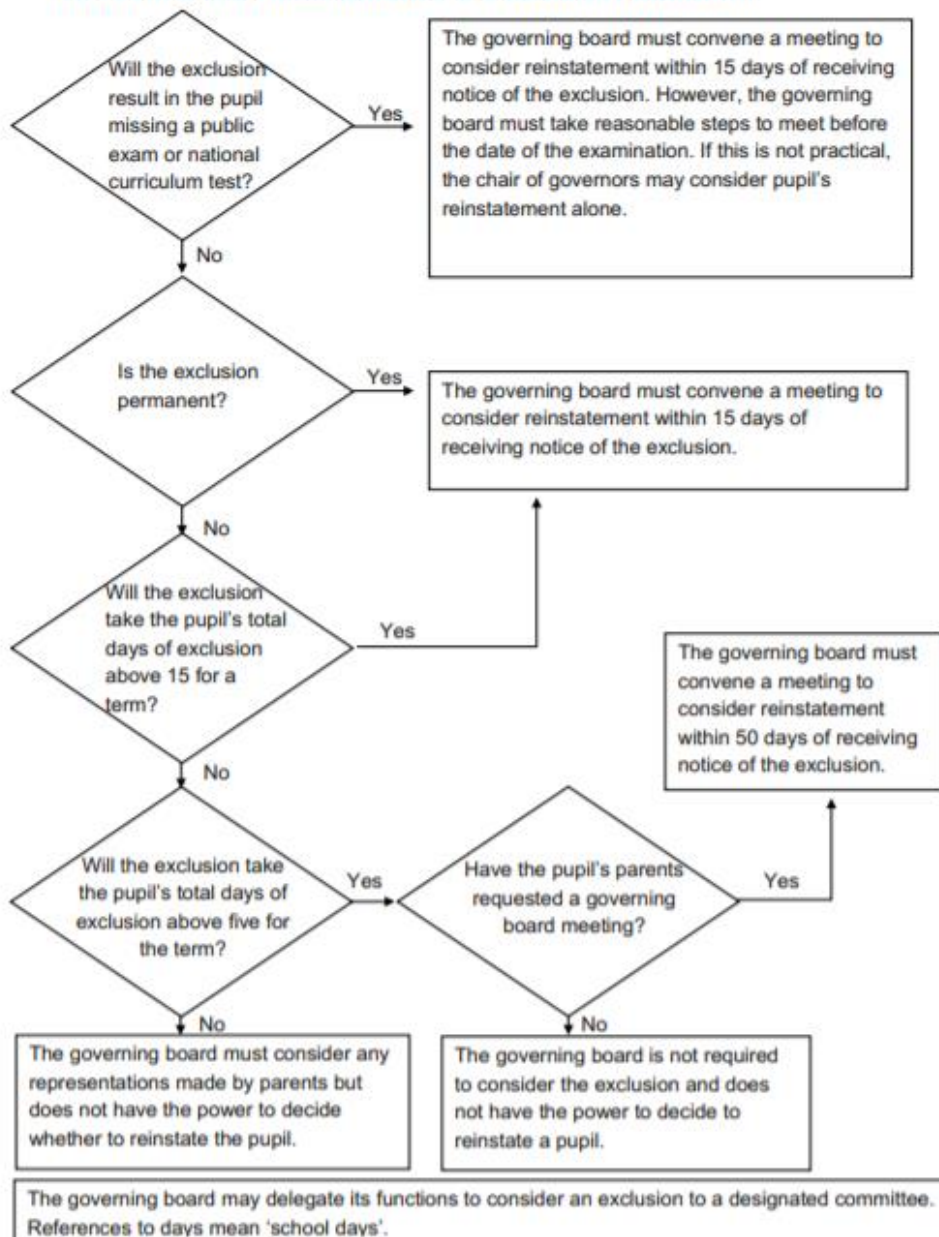 Will the exclusion
result in the pupil
missing a public
exam or national
curriculum test?
Yes
The governing board must convene a meeting to
consider reinstatement within 15 days of receiving
notice of the exclusion. However, the governing
board must take reasonable steps to meet before
the date of the examination. If this is not practical,
the chair of governors may consider pupil's
reinstatement alone.
No
Is the exclusion
permanent?
Yes
The governing board must convene a meeting to
consider reinstatement within 15 days of
receiving notice of the exclusion.
No
Will the exclusion
take the pupil's total
days of exclusion
above 15 for a
term?
Yes
The governing board must
convene a meeting to
consider reinstatement
within 50 days of receiving
notice of the exclusion.
No
Will the exclusion take
the pupil's total days of
exclusion above five for
the term?
Yes
Have the pupil's parents
requested a governing
board meeting?
Yes
No
The governing board must consider any
representations made by parents but
does not have the power to decide
whether to reinstate the pupil.
No
The governing board is not required
to consider the exclusion and does
not have the power to decide to
reinstate a pupil.
The governing board may delegate its functions to consider an exclusion to a designated committee.
References to days mean 'school days'.